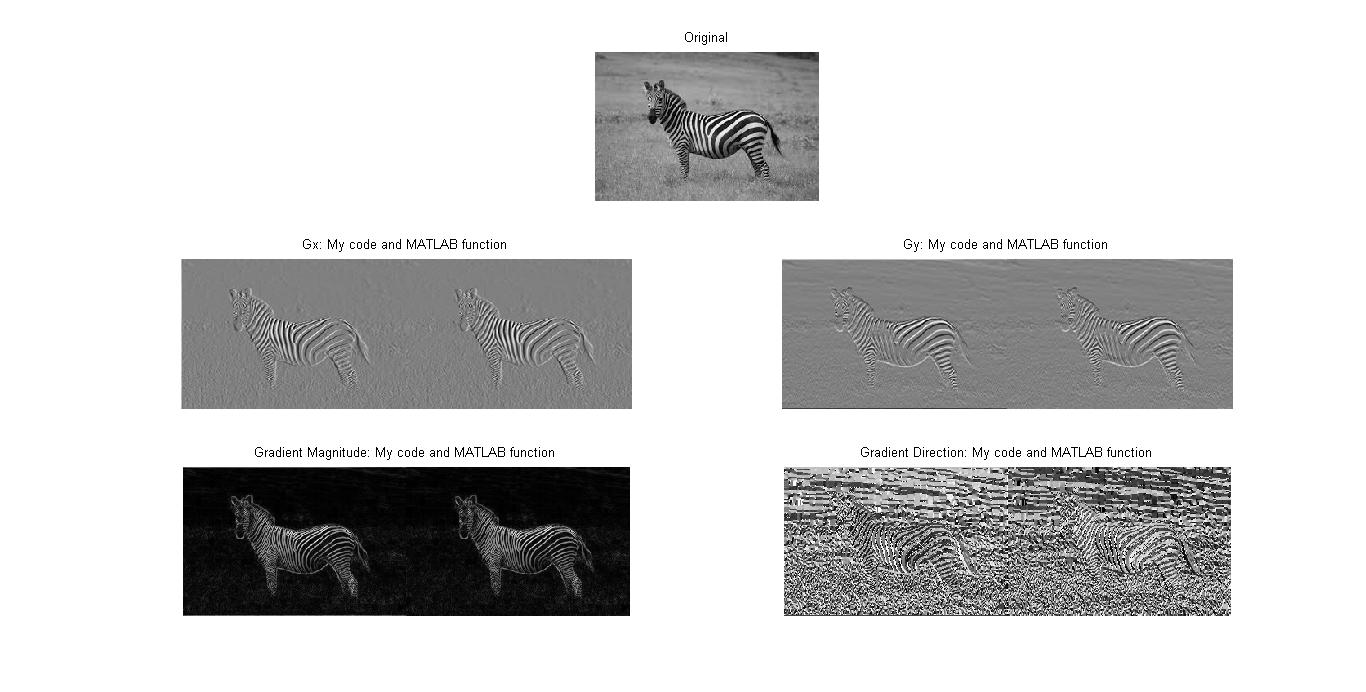 Original
Gx: My code and MATLAB function
Gy: My code and MATLAB function
Gradient Magnitude: My code and MATLAB function
Gradient Direction: My code and MATLAB function